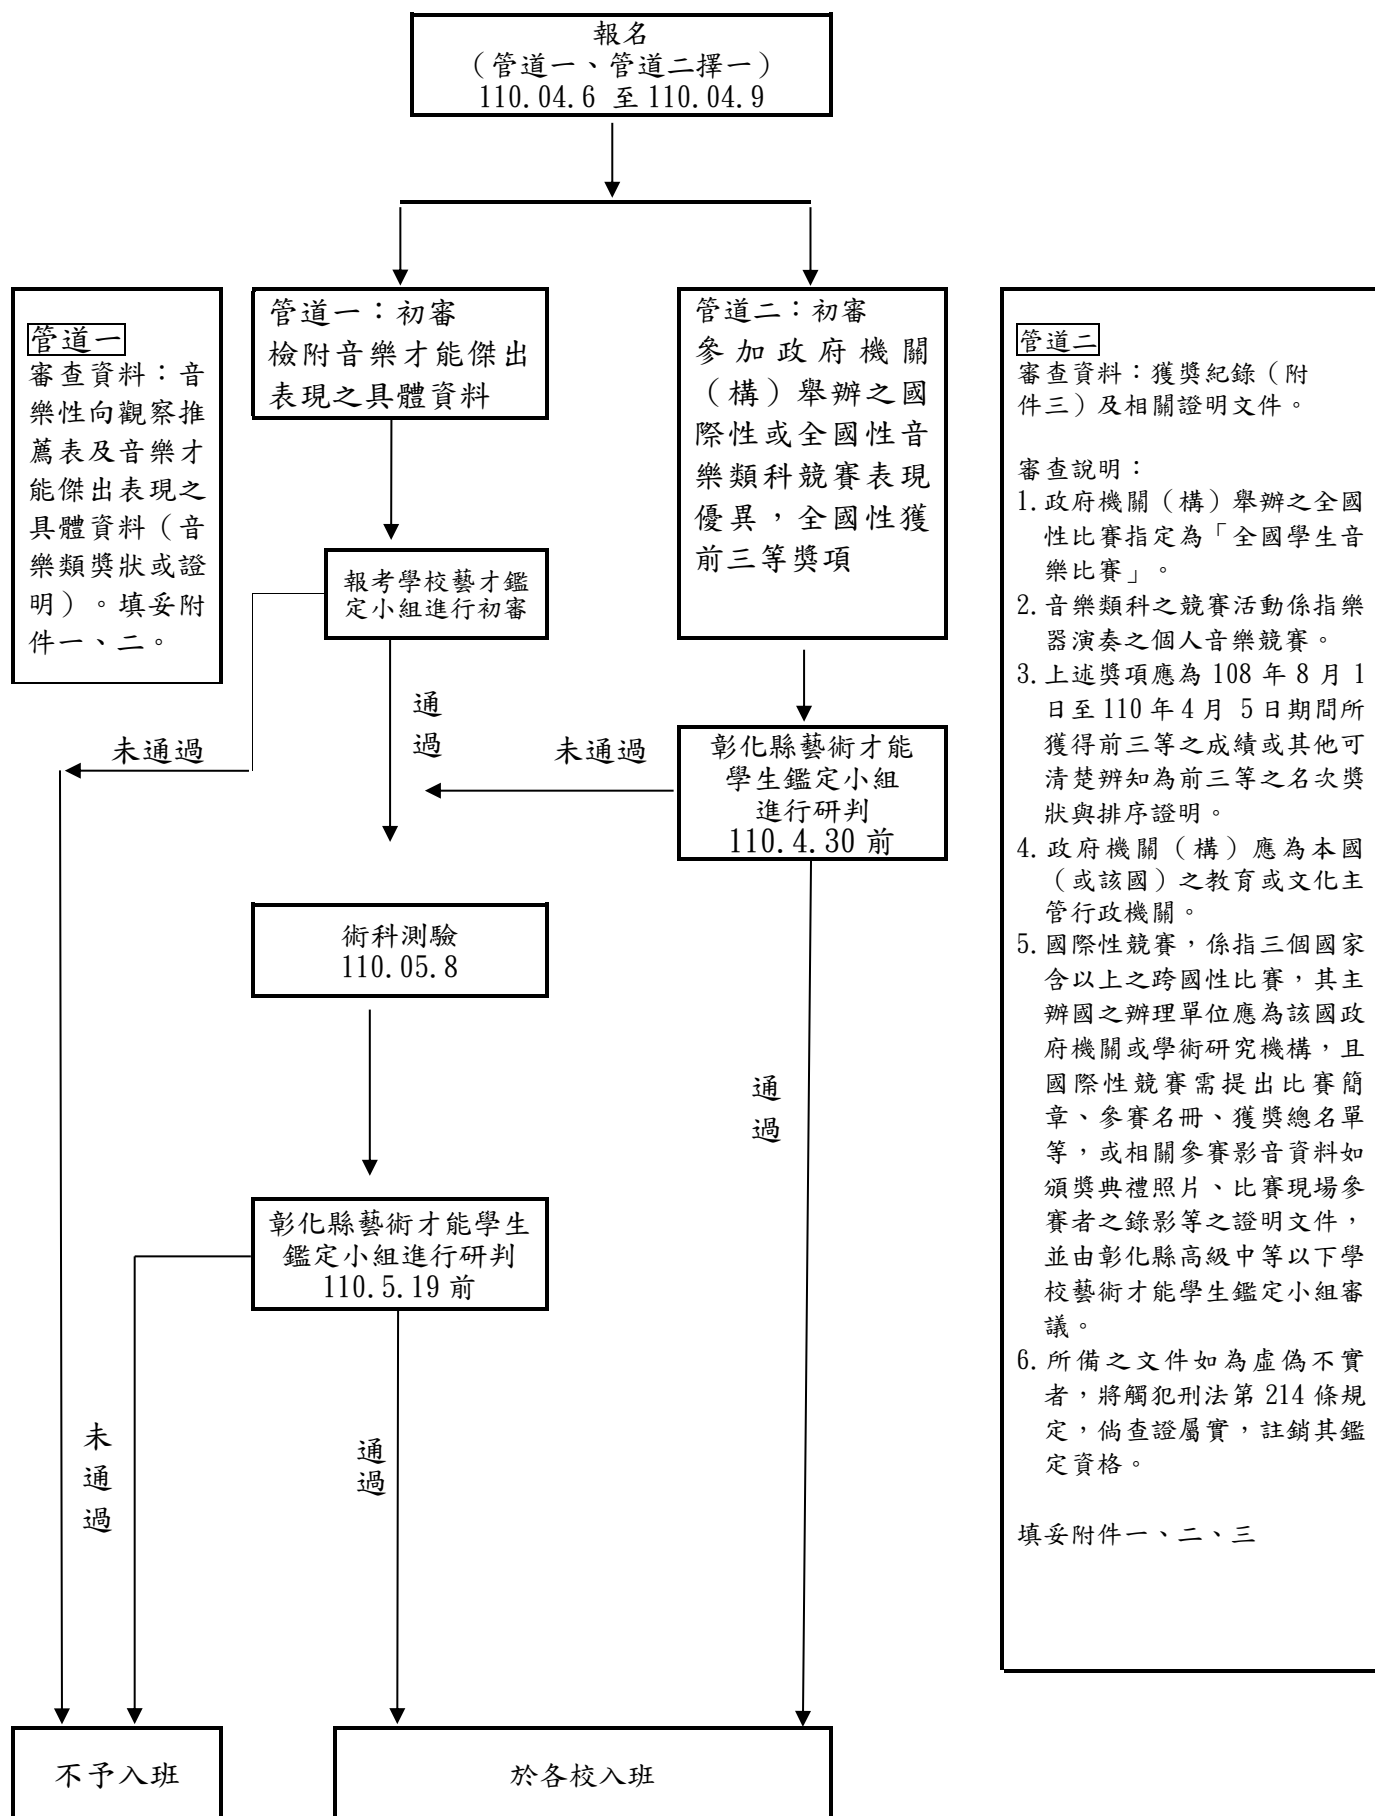 報名
（管道一、管道二擇一）
110.04.6 至 110.04.9
管道一
審查資料：音
樂性向觀察推
薦表及音樂才
能傑出表現之
具體資料（音
樂類獎狀或證
明）。填妥附
件一、二。
管道一：初審
檢附音樂才能傑出
表現之具體資料
管道二：初審
參加政府機關
（構）舉辦之國
際性或全國性音
樂類科競賽表現
優異，全國性獲
前三等獎項
管道二
審查資料：獲獎紀錄（附
件三）及相關證明文件。
審查說明：
1.政府機關（構）舉辦之全國
性比賽指定為「全國學生音
樂比賽」。
2.音樂類科之競賽活動係指樂
器演奏之個人音樂競賽。
3.上述獎項應為 108 年 8 月 1
日至 110 年 4 月 5 日期間所
獲得前三等之成績或其他可
清楚辨知為前三等之名次獎
狀與排序證明。
4.政府機關（構）應為本國
（或該國）之教育或文化主
管行政機關。
5.國際性競賽，係指三個國家
含以上之跨國性比賽，其主
辦國之辦理單位應為該國政
府機關或學術研究機構，且
國際性競賽需提出比賽簡
章、參賽名冊、獲獎總名單
等，或相關參賽影音資料如
頒獎典禮照片、比賽現場參
賽者之錄影等之證明文件，
並由彰化縣高級中等以下學
校藝術才能學生鑑定小組審
議。
6.所備之文件如為虛偽不實
者，將觸犯刑法第 214 條規
定，倘查證屬實，註銷其鑑
定資格。
填妥附件一、二、三
報考學校藝才鑑
定小組進行初審
通
過
未通過
未通過
彰化縣藝術才能
學生鑑定小組
進行研判
110.4.30 前
術科測驗
110.05.8
通
過
彰化縣藝術才能學生
鑑定小組進行研判
110.5.19 前
未
通
過
通
過
不予入班
於各校入班